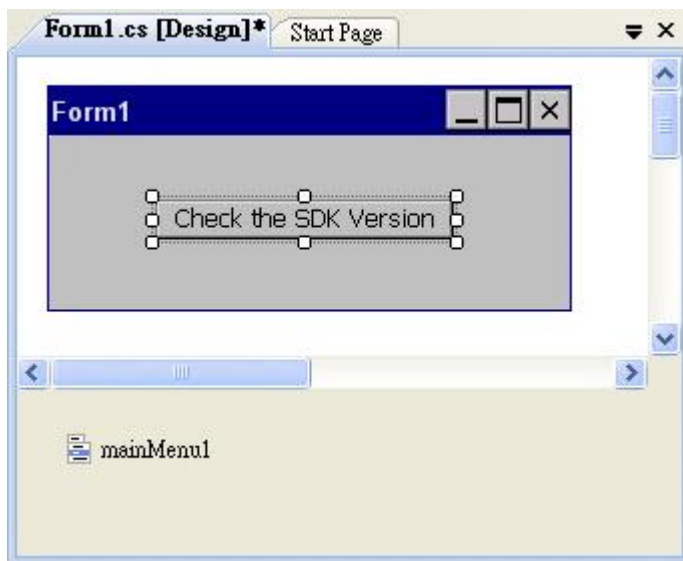 Form1.cs [Design]* Start Page
Form1
Check the SDK Version
mainMenu1